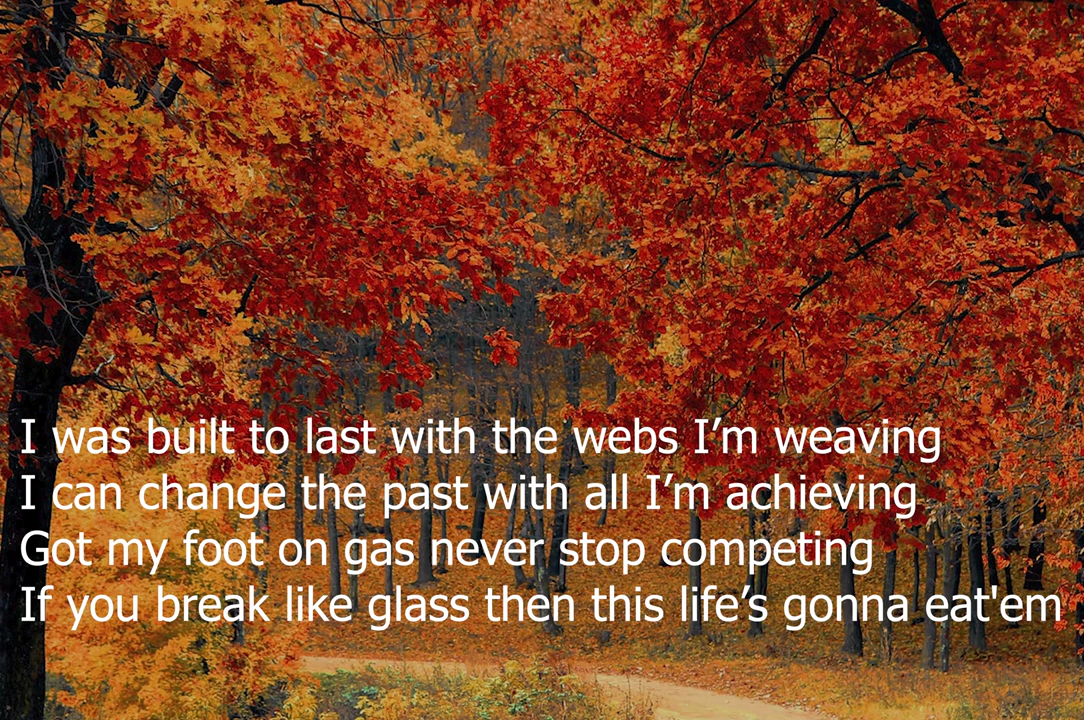 I was built to last with the webs I’m weaving
I can change the past with all I’m achieving
Got my foot on gas never stop competing
If you break like glass then this life’s gonna eat'em